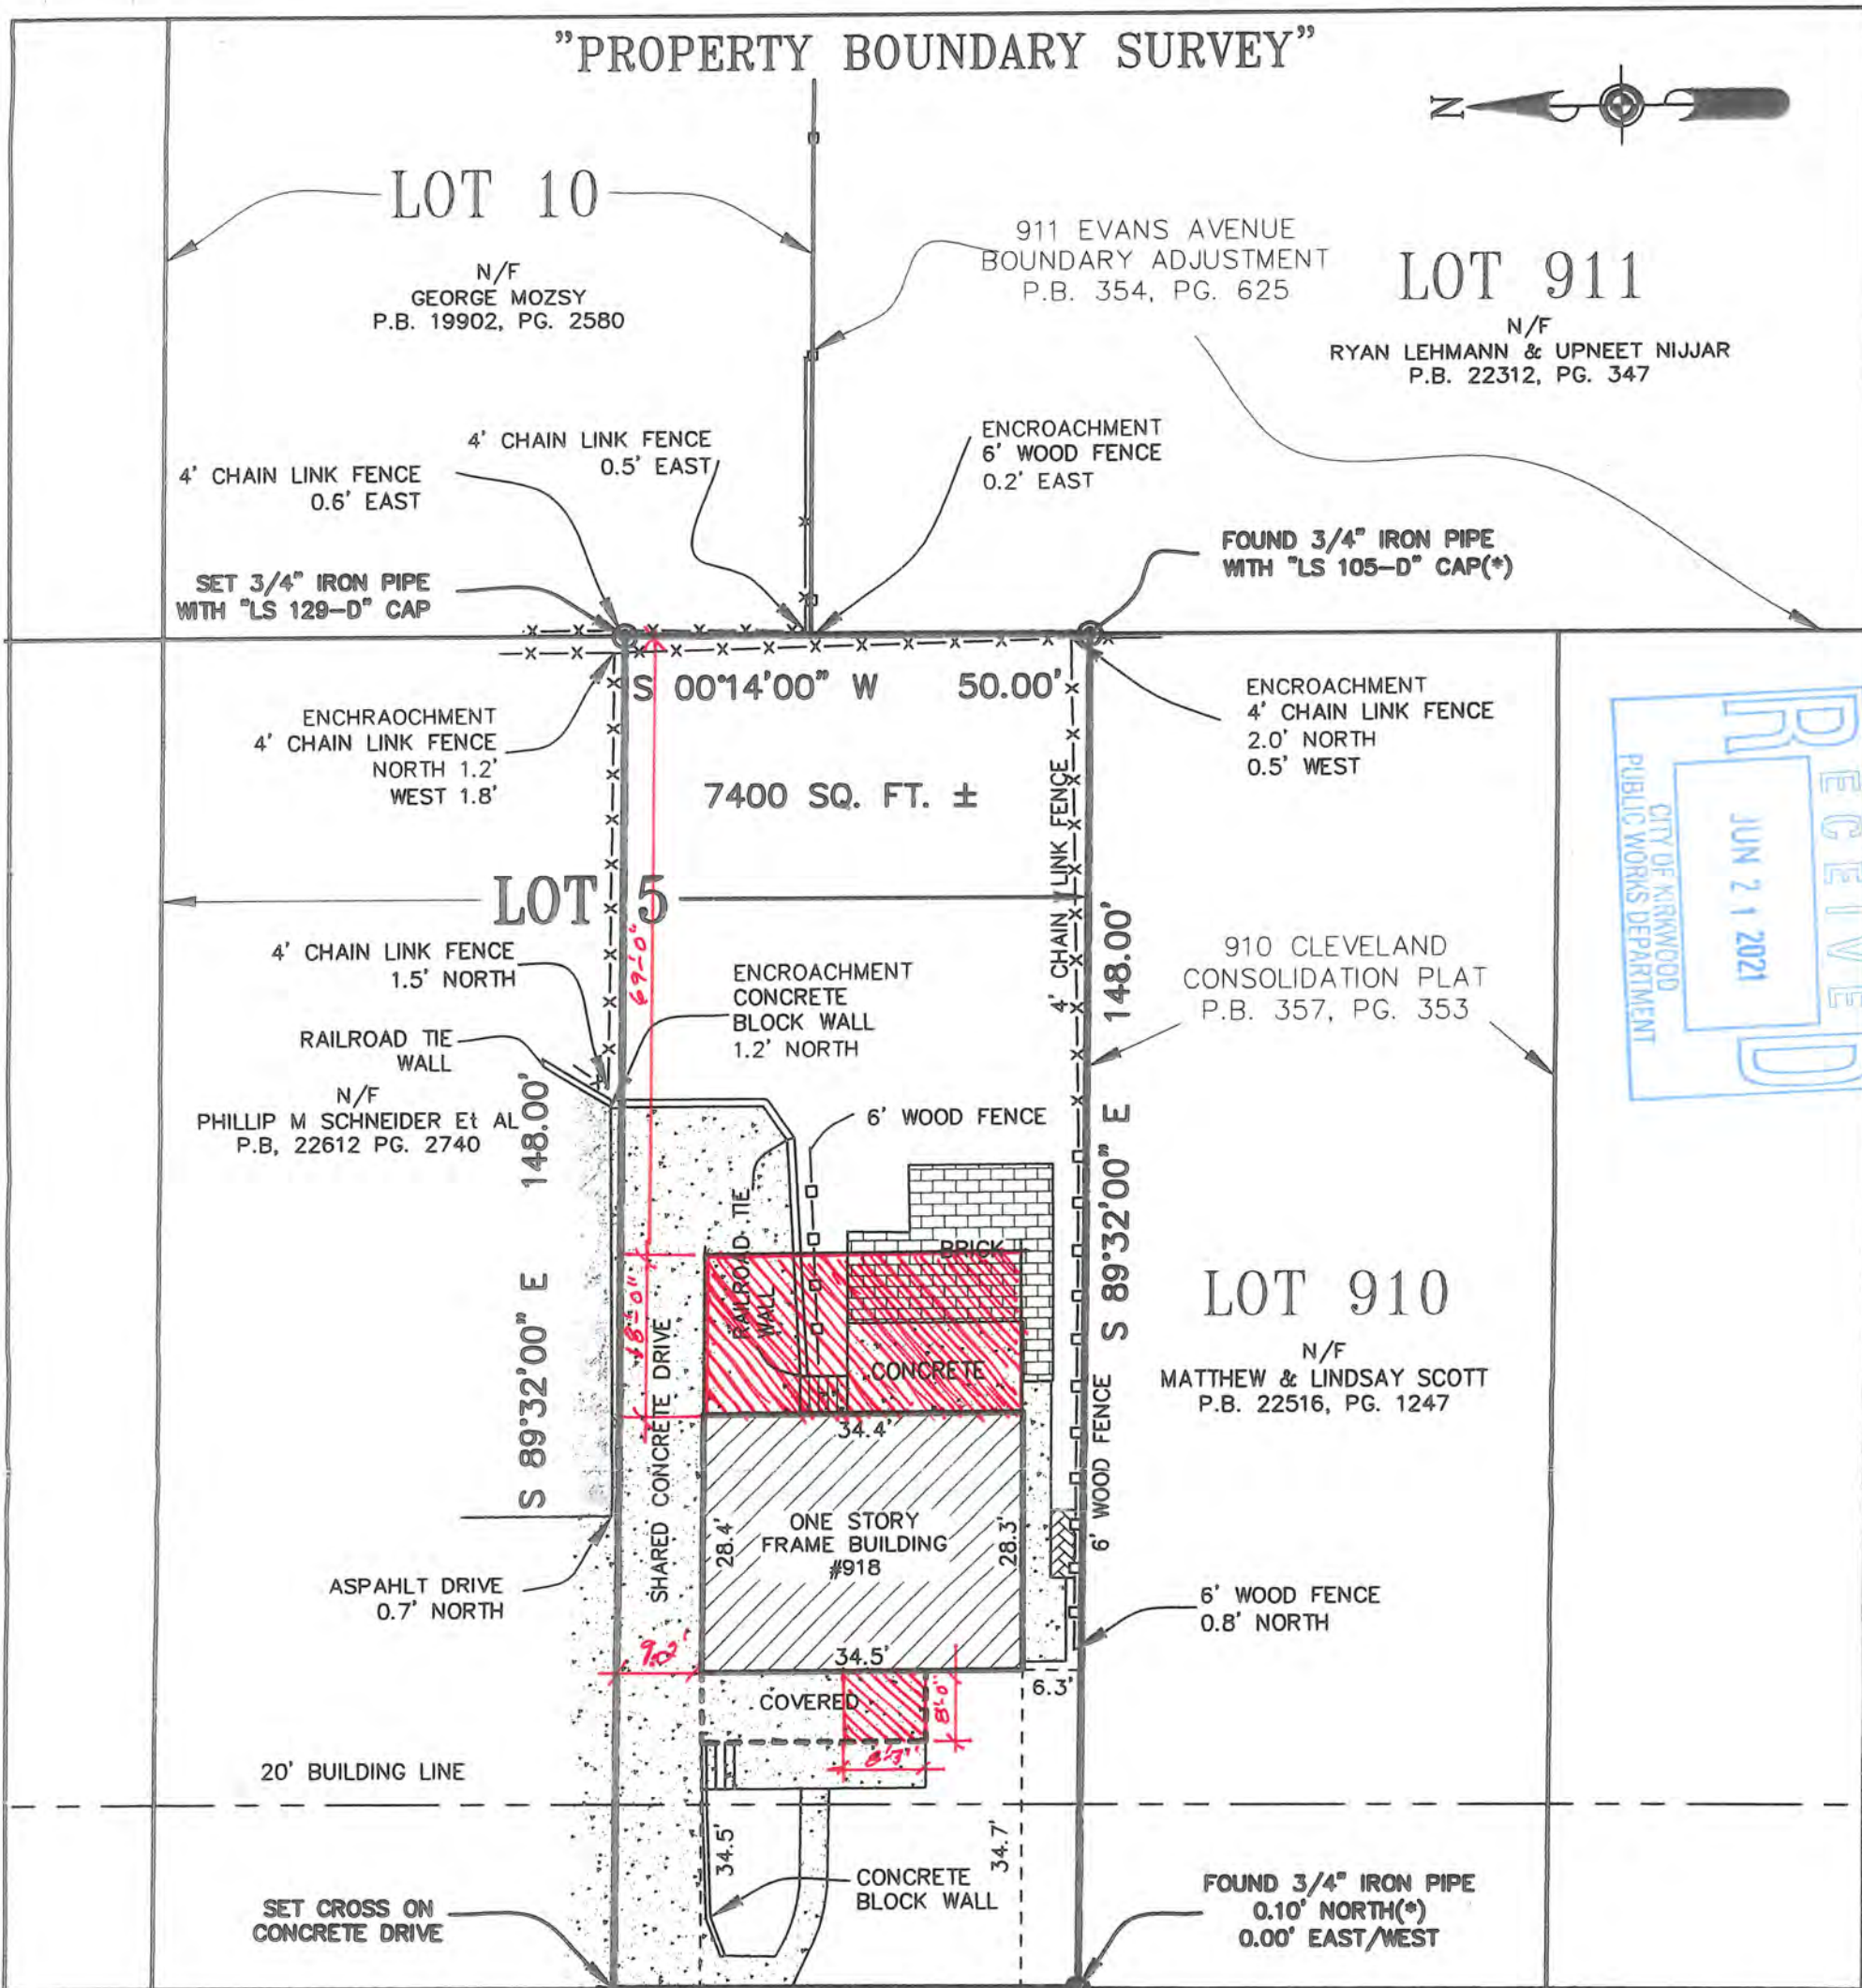 "PROPERTY BOUNDARY SURVEY"
N
LOT 10
N/F
GEORGE MOZSY
P.B. 19902, PG. 2580
911 EVANS AVENUE
BOUNDARY ADJUSTMENT
P.B. 354, PG. 625
LOT 911
N/F
RYAN LEHMANN & UPNEET NIJJAR
P.B. 22312, PG. 347
4' CHAIN LINK FENCE
0.5' EAST
ENCROACHMENT
6' WOOD FENCE
0.2' EAST
4' CHAIN LINK FENCE
0.6' EAST
FOUND 3/4" IRON PIPE
WITH "LS 105-D" CAP(*)
SET 3/4" IRON PIPE
WITH "LS 129-D" CAP
S 00°14'00" W 50.00'
ENCHRAOCHMENT
4' CHAIN LINK FENCE
NORTH 1.2'
WEST 1.8'
ENCROACHMENT
4' CHAIN LINK FENCE
2.0' NORTH
0.5' WEST
7400 SQ. FT. ±
4' CHAIN LINK FENCE
RECEIVED
JUN 21 2021
CITY OF KIRKWOOD
PUBLIC WORKS DEPARTMENT
LOT 5
69'-0"
4' CHAIN LINK FENCE
1.5' NORTH
ENCROACHMENT
CONCRETE
BLOCK WALL
1.2' NORTH
910 CLEVELAND
CONSOLIDATION PLAT
P.B. 357, PG. 353
RAILROAD TIE
WALL
N/F
PHILLIP M SCHNEIDER Et AL
P.B, 22612 PG. 2740
6' WOOD FENCE
S 89°32'00" E 148.00'
S 89°32'00" E 148.00'
RAILROAD TIE
WALL
BRICK
18'-0"
CONCRETE
LOT 910
N/F
MATTHEW & LINDSAY SCOTT
P.B. 22516, PG. 1247
34.4'
SHARED CONCRETE DRIVE
6' WOOD FENCE
28.4'
ONE STORY
FRAME BUILDING
#918
28.3'
ASPAHLT DRIVE
0.7' NORTH
6' WOOD FENCE
0.8' NORTH
9.02'
34.5'
6.3'
COVERED
8'-0"
8'-3"
20' BUILDING LINE
34.5'
34.7'
CONCRETE
BLOCK WALL
SET CROSS ON
CONCRETE DRIVE
FOUND 3/4" IRON PIPE
0.10' NORTH(*)
0.00' EAST/WEST